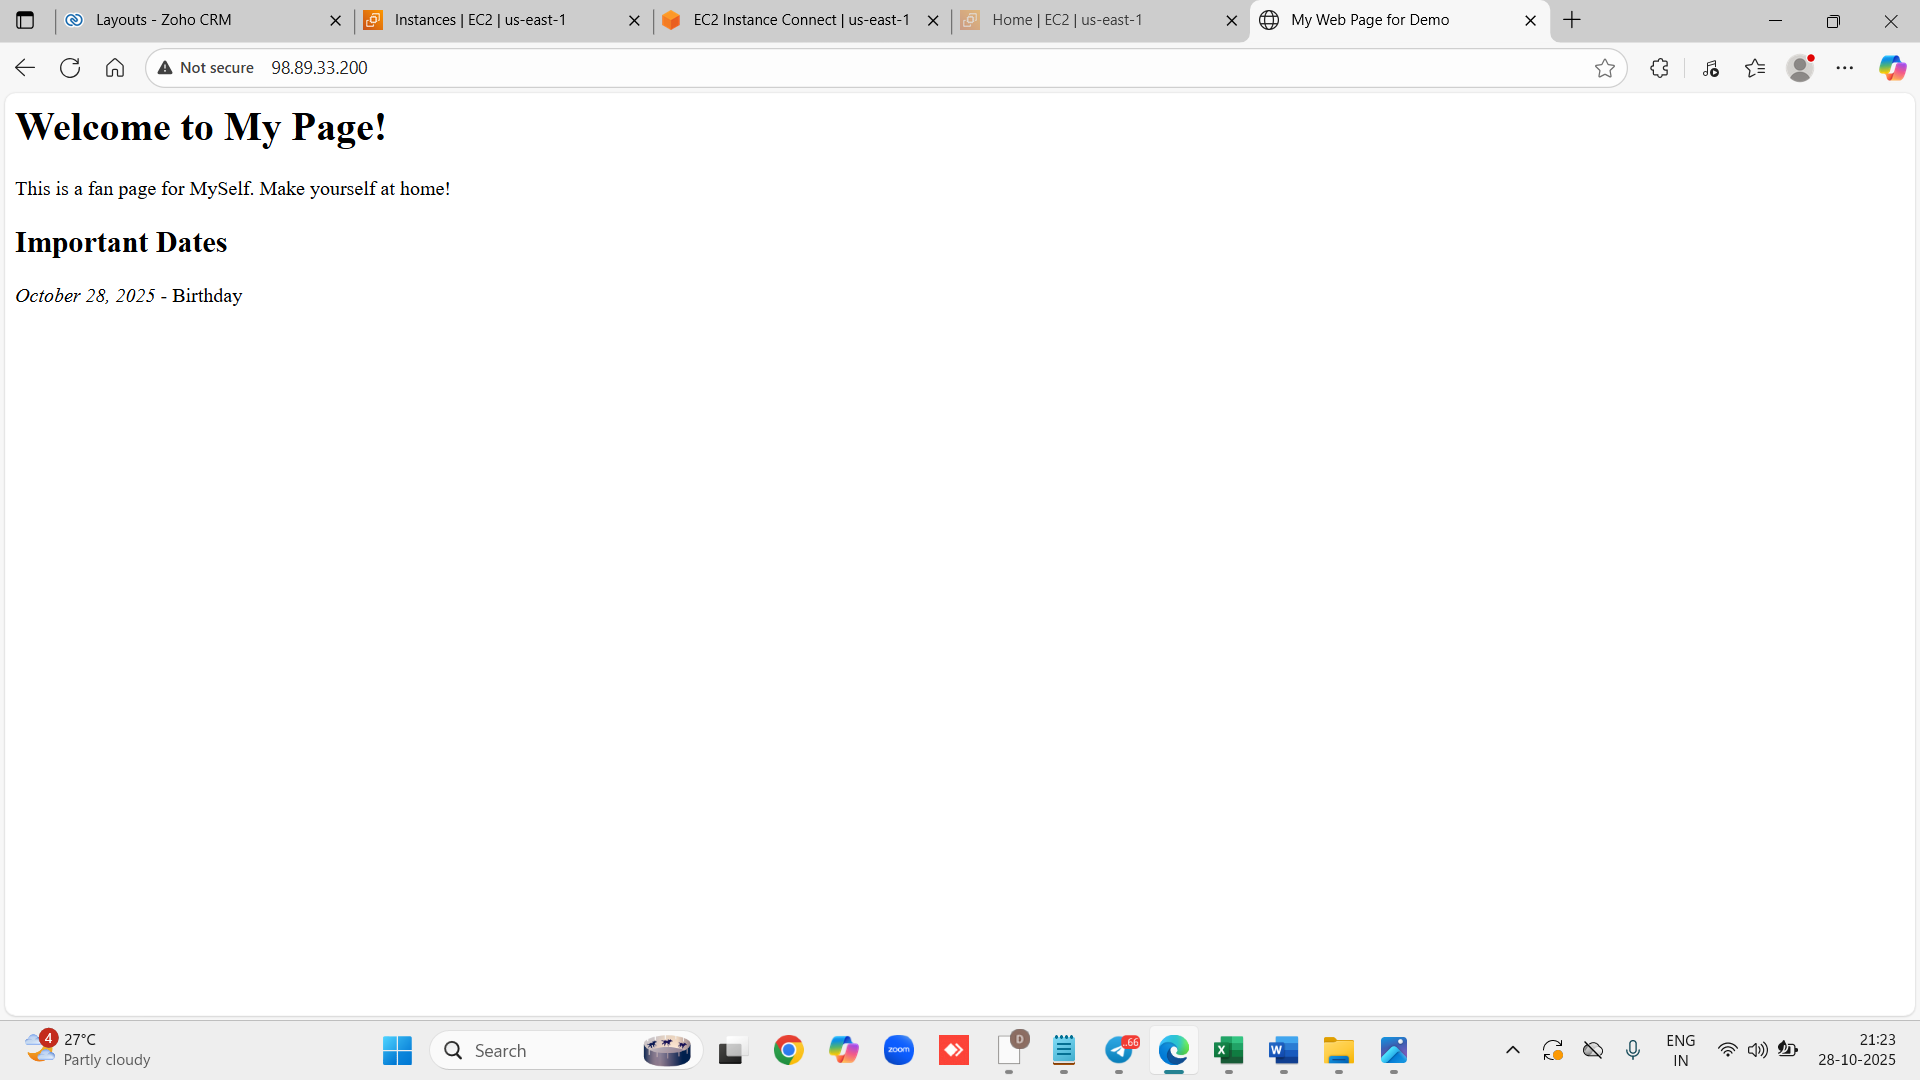 Layouts - Zoho CRM
Instances | EC2 | us-east-1
EC2 Instance Connect | us-east-1
Home | EC2 | us-east-1
My Web Page for Demo
Not secure
98.89.33.200
Welcome to My Page!
This is a fan page for MySelf. Make yourself at home!
Important Dates
October 28, 2025 - Birthday
4
27°C
Partly cloudy
Search
zoom
D
.66
X
W
ENG
IN
21:23
28-10-2025